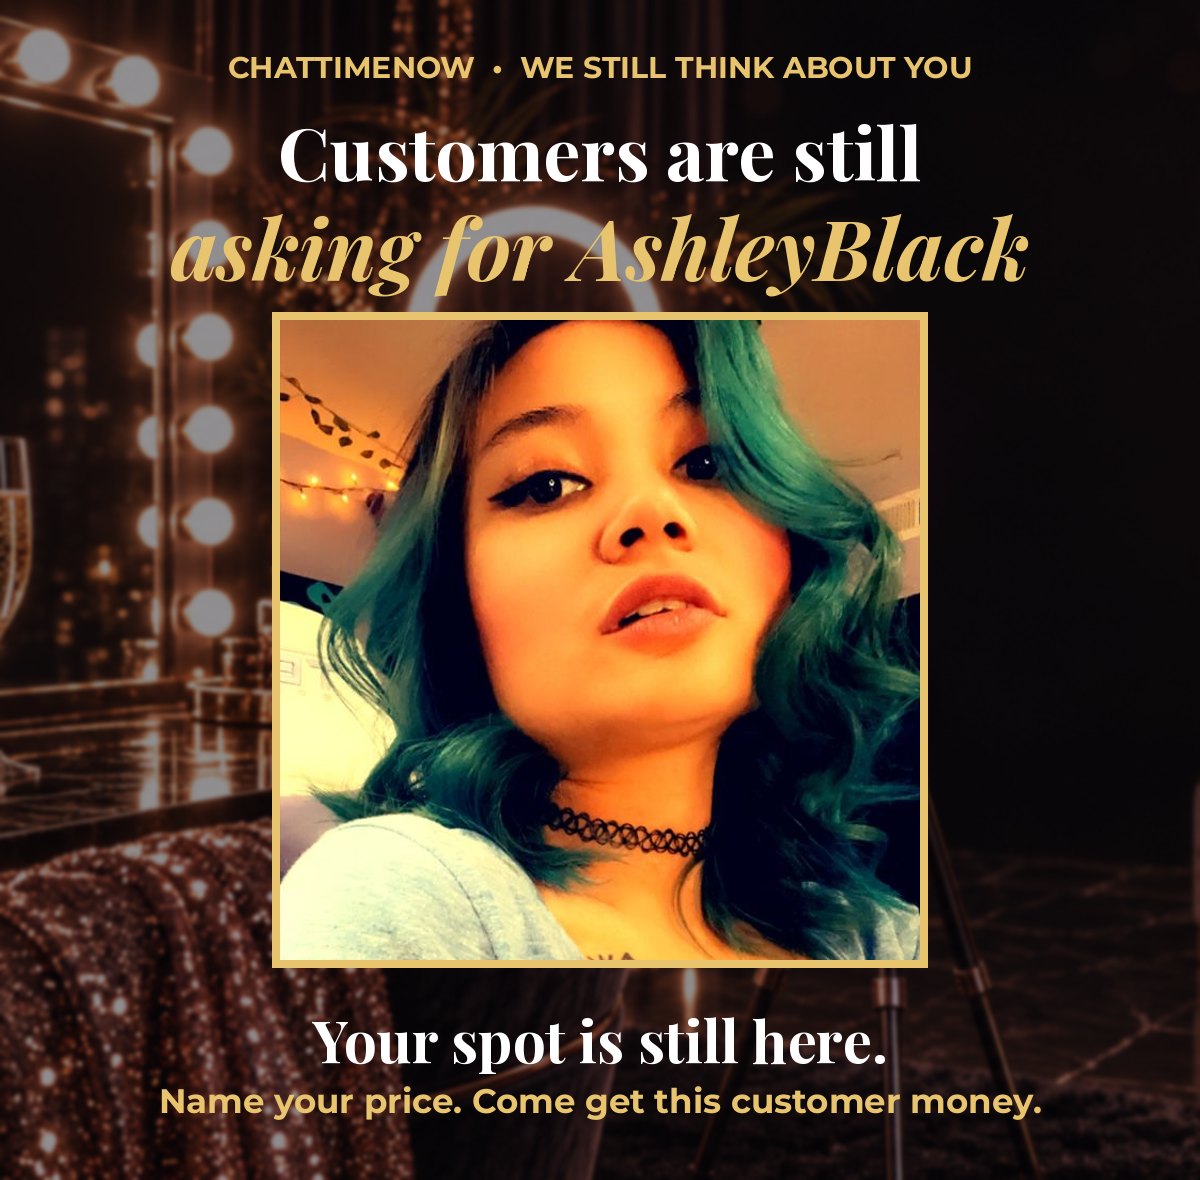 CHATTIMENOW • WE STILL THINK ABOUT YOU
Customers are still
asking for AshleyBlack
Your spot is still here.
Name your price. Come get this customer money.